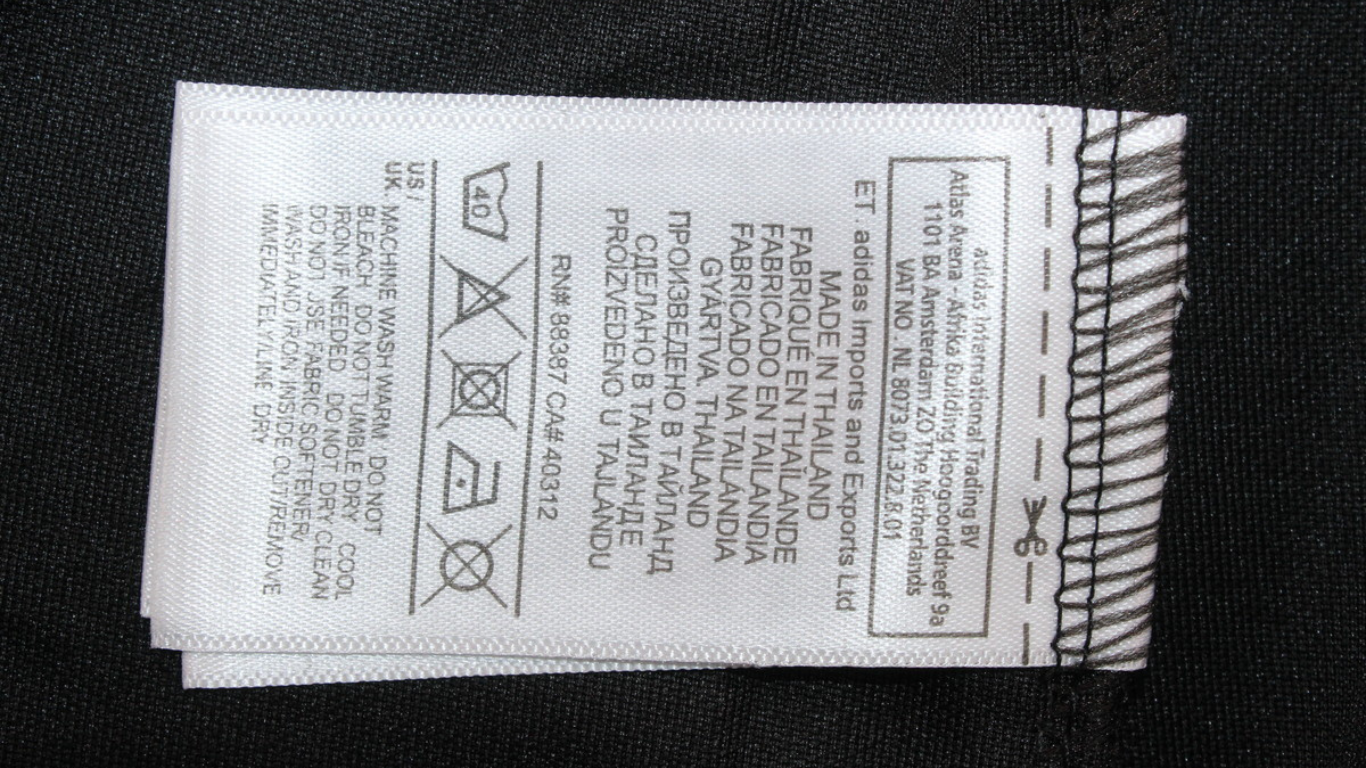 adidas International Trading BV
Atlas Arena - Afrika Building Hoogoorddreef 9a
1101 BA Amsterdam ZO The Netherlands
VAT NO . NL 8073.01.322.B.01
ET. adidas Imports and Exports Ltd
MADE IN THAILAND
FABRIQUÉ EN THAÏLANDE
FABRICADO EN TAILANDIA
FABRICADO NA TAILANDIA
GYÁRTVA. THAILAND
ПРОИЗВЕДЕНО В ТАЙЛАНД
СДЕЛАНО В ТАИЛАНДЕ
PROIZVEDENO U TAJLANDU
RN# 88387 CA# 40312
40
US /
UK. MACHINE WASH WARM DO NOT
BLEACH DO NOT TUMBLE DRY COOL
IRON IF NEEDED DO NOT DRY CLEAN
DO NOT USE FABRIC SOFTENER/
WASH AND IRON INSIDE OUT/REMOVE
IMMEDIATELY/LINE DRY